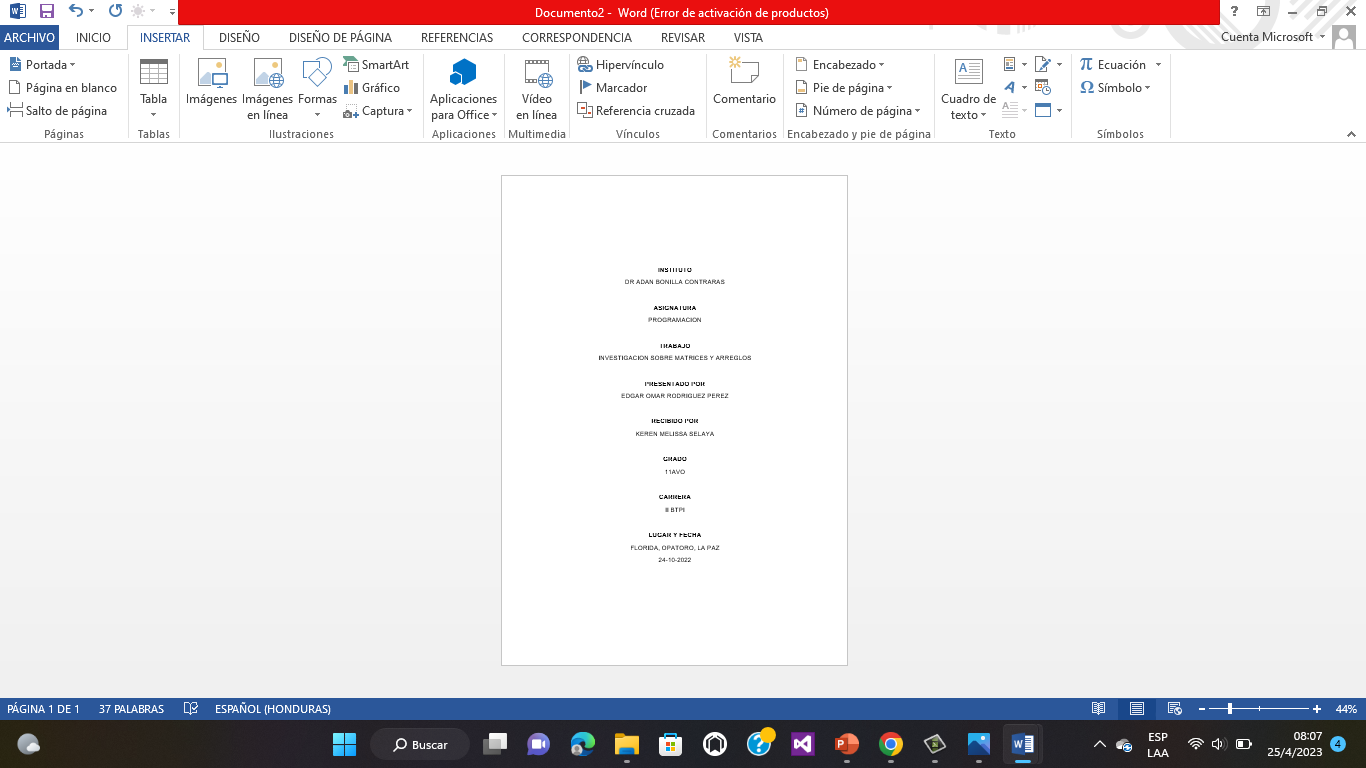 Documento2 - Word (Error de activación de productos)
ARCHIVO INICIO INSERTAR DISEÑO DISEÑO DE PÁGINA REFERENCIAS CORRESPONDENCIA REVISAR VISTA Cuenta Microsoft
Portada
Página en blanco
Salto de página
Páginas
Tabla
Tablas
Imágenes
Imágenes en línea
Formas
SmartArt
Gráfico
Captura
Ilustraciones
Aplicaciones para Office
Aplicaciones
Vídeo en línea
Multimedia
Hipervínculo
Marcador
Referencia cruzada
Vínculos
Comentario
Comentarios
Encabezado
Pie de página
Número de página
Encabezado y pie de página
Cuadro de texto
Texto
Ecuación
Símbolo
Símbolos
INSTITUTO
DR ADAN BONILLA CONTRARAS
ASIGNATURA
PROGRAMACION
TRABAJO
INVESTIGACION SOBRE MATRICES Y ARREGLOS
PRESENTADO POR
EDGAR OMAR RODRIGUEZ PEREZ
RECIBIDO POR
KEREN MELISSA SELAYA
GRADO
11AVO
CARRERA
II BTPI
LUGAR Y FECHA
FLORIDA, OPATORO, LA PAZ
24-10-2022
PÁGINA 1 DE 1 37 PALABRAS ESPAÑOL (HONDURAS) 44%
Buscar
ESP
LAA
08:07
25/4/2023
4